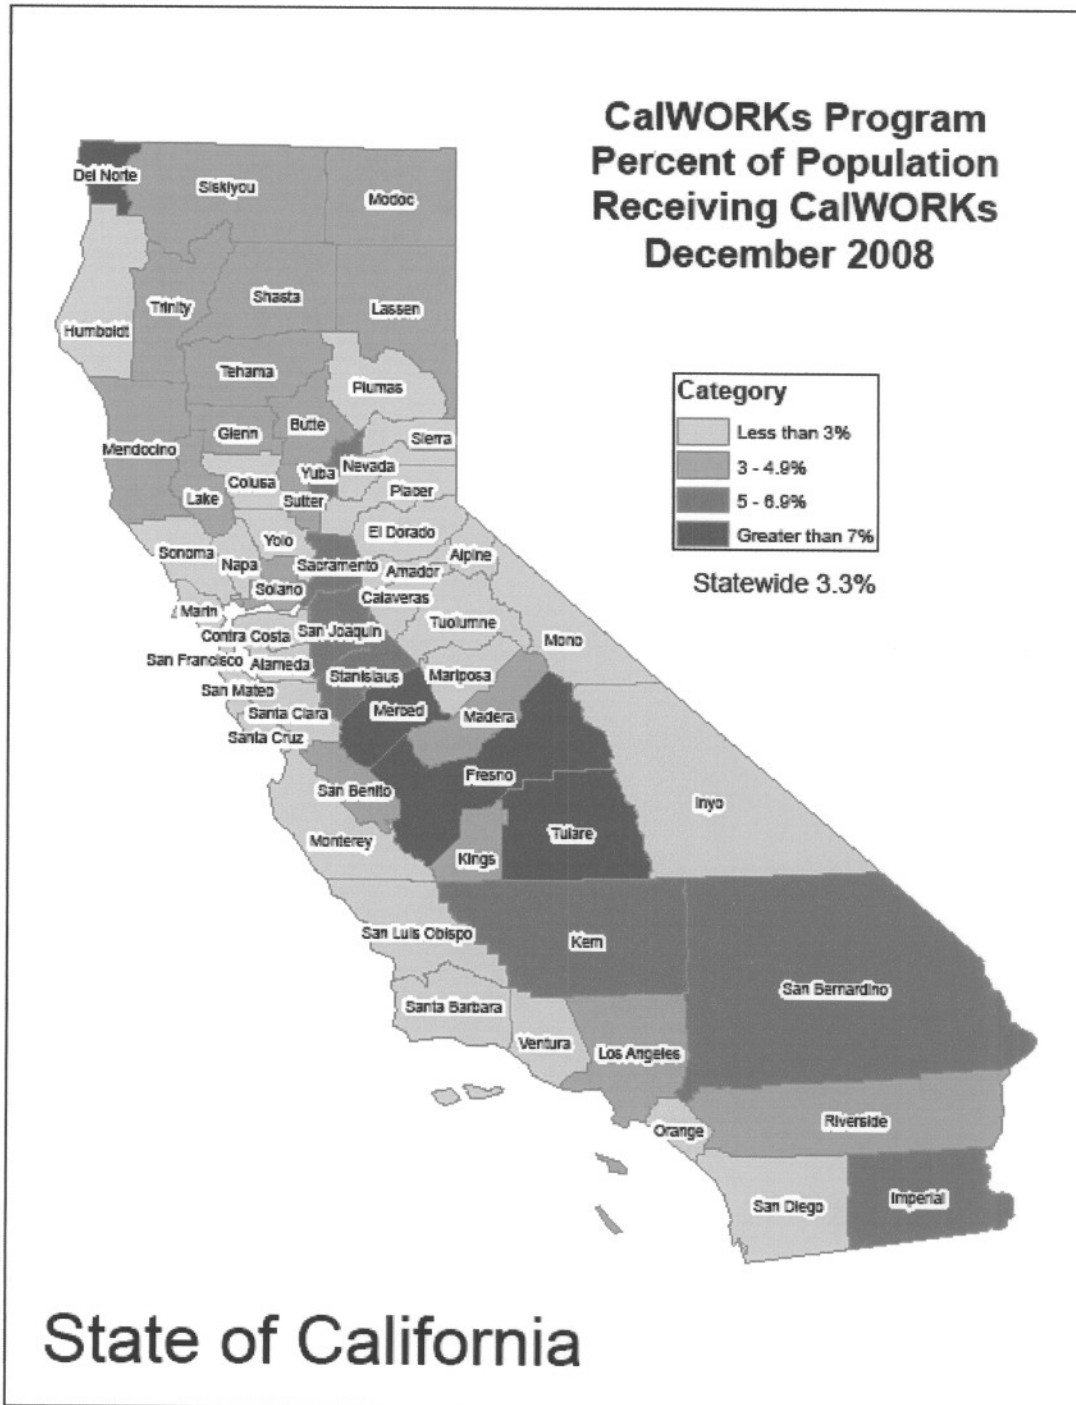 CalWORKs Program
Percent of Population
Receiving CalWORKs
December 2008
Del Norte
Siskiyou
Modoc
Shasta
Lassen
Trinity
Humboldt
Tehama
Plumas
Butte
Glenn
Sierra
Mendocino
Nevada
Yuba
Colusa
Placer
Lake
Sutter
El Dorado
Yolo
Sonoma
Alpine
Napa
Sacramento
Amador
Solano
Calaveras
Marin
Tuolumne
San Joaquin
Contra Costa
Mono
San Francisco
Alameda
Stanislaus
Mariposa
San Mateo
Merced
Santa Clara
Madera
Santa Cruz
Fresno
San Benito
Inyo
Tulare
Monterey
Kings
San Luis Obispo
Kern
San Bernardino
Santa Barbara
Ventura
Los Angeles
Riverside
Orange
Imperial
San Diego
Category
Less than 3%
3 - 4.9%
5 - 6.9%
Greater than 7%
Statewide 3.3%
State of California